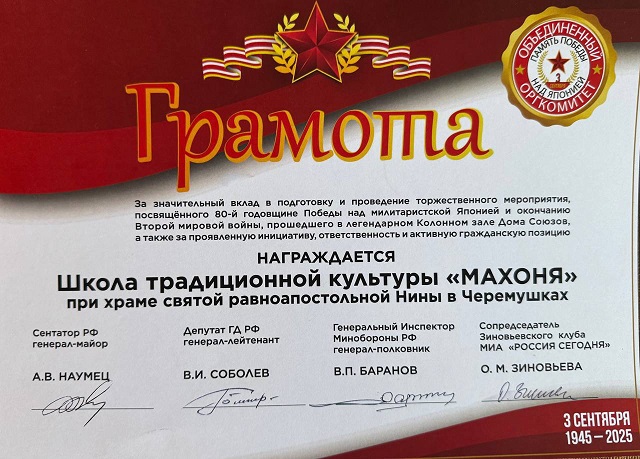 ОБЪЕДИНЕННЫЙ
ПАМЯТЬ ПОБЕДЫ
3
НАД ЯПОНИЕЙ
ОРГКОМИТЕТ
Грамота
За значительный вклад в подготовку и проведение торжественного мероприятия,
посвящённого 80-й годовщине Победы над милитаристской Японией и окончанию
Второй мировой войны, прошедшего в легендарном Колонном зале Дома Союзов,
а также за проявленную инициативу, ответственность и активную гражданскую позицию
НАГРАЖДАЕТСЯ
Школа традиционной культуры «МАХОНЯ»
при храме святой равноапостольной Нины в Черемушках
Сентатор РФ
генерал-майор
А.В. НАУМЕЦ
Депутат ГД РФ
генерал-лейтенант
В.И. СОБОЛЕВ
Генеральный Инспектор
Минобороны РФ
генерал-полковник
В.П. БАРАНОВ
Сопредседатель
Зиновьевского клуба
МИА «РОССИЯ СЕГОДНЯ»
О. М. ЗИНОВЬЕВА
3 СЕНТЯБРЯ
1945 – 2025